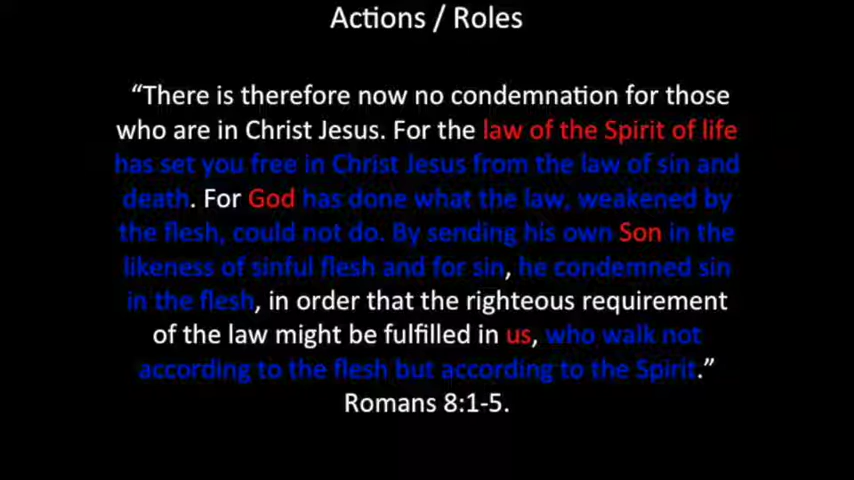 Actions / Roles
“There is therefore now no condemnation for those
who are in Christ Jesus. For the law of the Spirit of life
has set you free in Christ Jesus from the law of sin and
death. For God has done what the law, weakened by
the flesh, could not do. By sending his own Son in the
likeness of sinful flesh and for sin, he condemned sin
in the flesh, in order that the righteous requirement
of the law might be fulfilled in us, who walk not
according to the flesh but according to the Spirit.”
Romans 8:1-5.